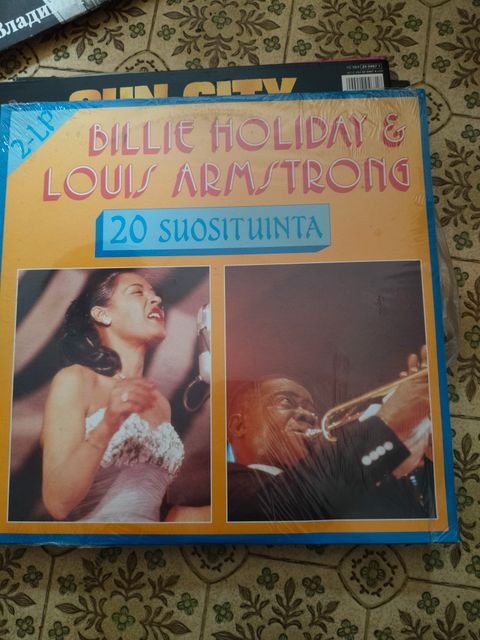 Влади
SUN CITY
2-LP
BILLIE HOLIDAY &
LOUIS ARMSTRONG
20 SUOSITUINTA